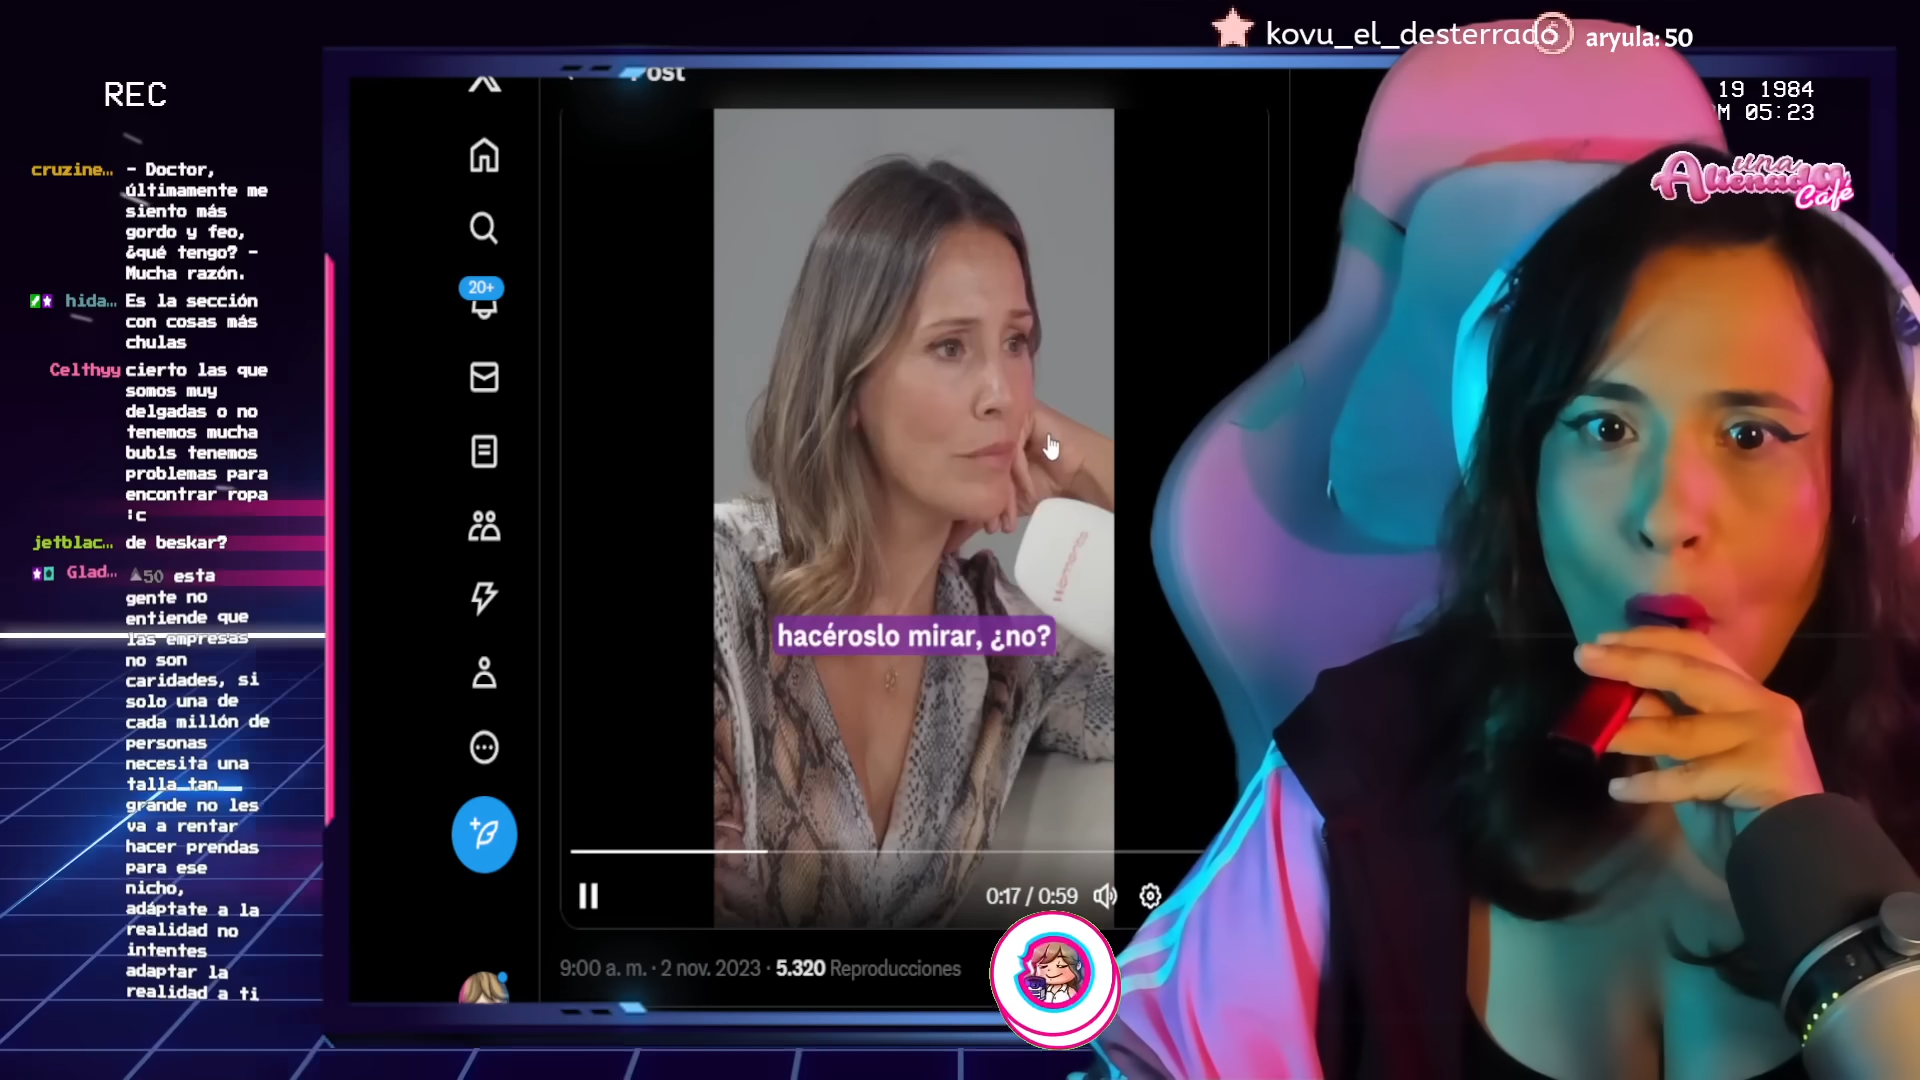 kovu_el_desterrado
aryula: 50
REC
19 1984
M 05:23
una
Alienada
Café
Post
cruzine... - Doctor,
últimamente me
siento más
gordo y feo,
¿qué tengo? -
Mucha razón.
hida... Es la sección
con cosas más
chulas
Celthyy cierto las que
somos muy
delgadas o no
tenemos mucha
bubis tenemos
problemas para
encontrar ropa
:c
jetblac... de beskar?
Glad... 50 esta
gente no
entiende que
las empresas
no son
caridades, si
solo una de
cada millón de
personas
necesita una
talla tan
grande no les
va a rentar
hacer prendas
para ese
nicho,
adáptate a la
realidad no
intentes
adaptar la
realidad a ti
20+
hacéroslo mirar, ¿no?
0:17 / 0:59
9:00 a. m. · 2 nov. 2023 · 5.320 Reproducciones